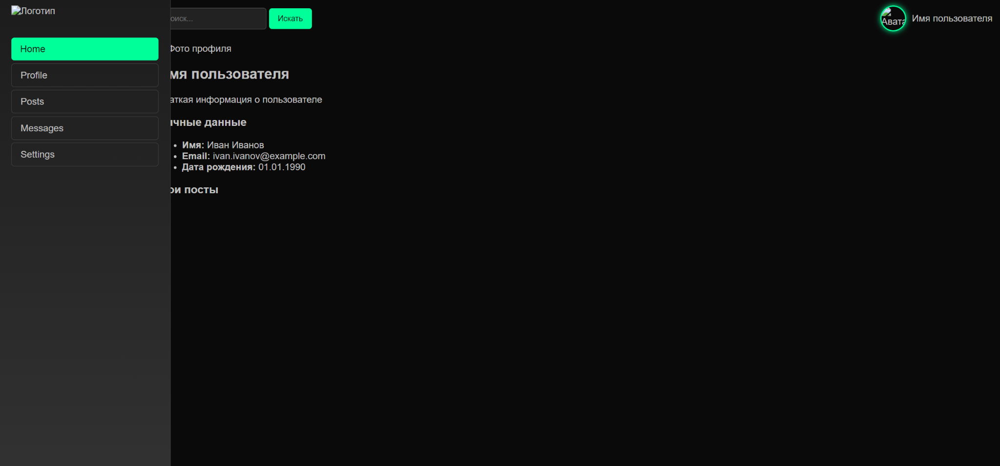 Логотип
оиск...
Искать
Авата
Имя пользователя
Home
Profile
Posts
Messages
Settings
Фото профиля
мя пользователя
аткая информация о пользователе
ичные данные
Имя: Иван Иванов
Email: ivan.ivanov@example.com
Дата рождения: 01.01.1990
ои посты